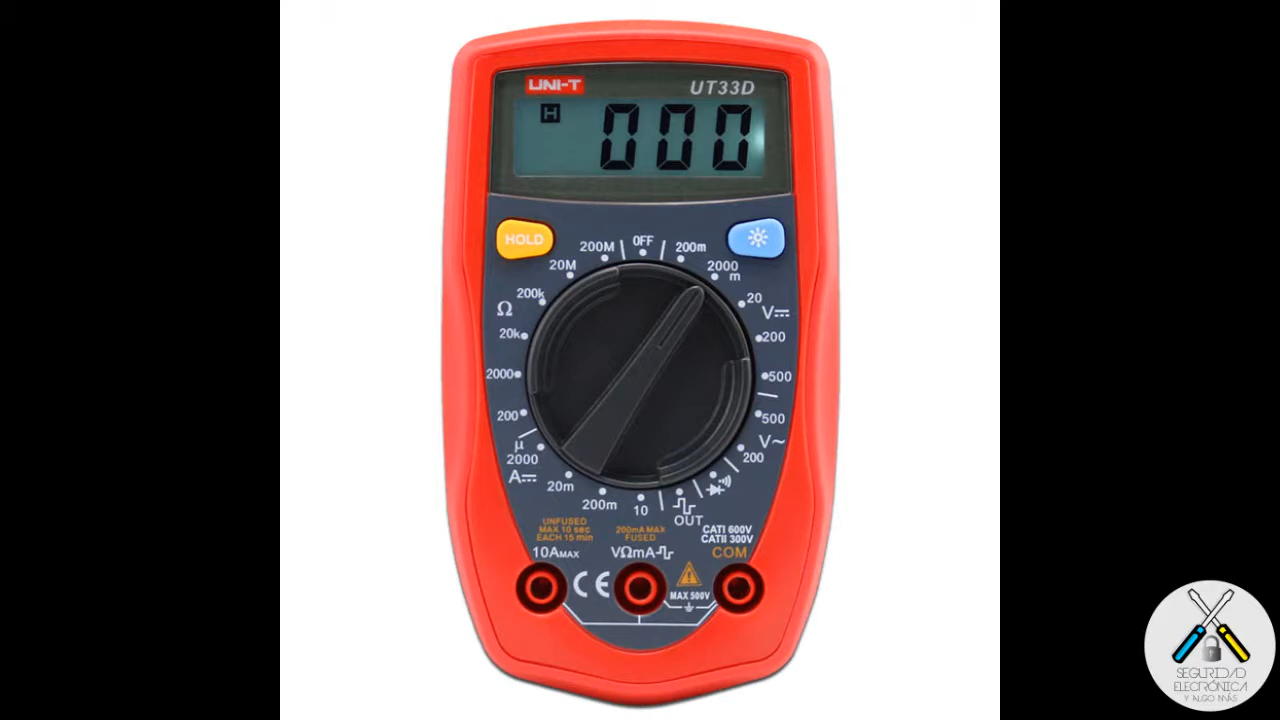 UNI-T
UT33D
H
000
HOLD
OFF
200m
2000
m
20
V
200
500
500
V~
200
OUT
10
200m
20m
A
2000
µ
200
2000
20k
Ω
200k
20M
200M
UNFUSED
MAX 10 sec
EACH 15 min
10AMAX
200mA MAX
FUSED
VΩmA
CATI 600V
CATII 300V
COM
CE
MAX 500V
SEGURIDAD
ELECTRÓNICA
Y ALGO MÁS